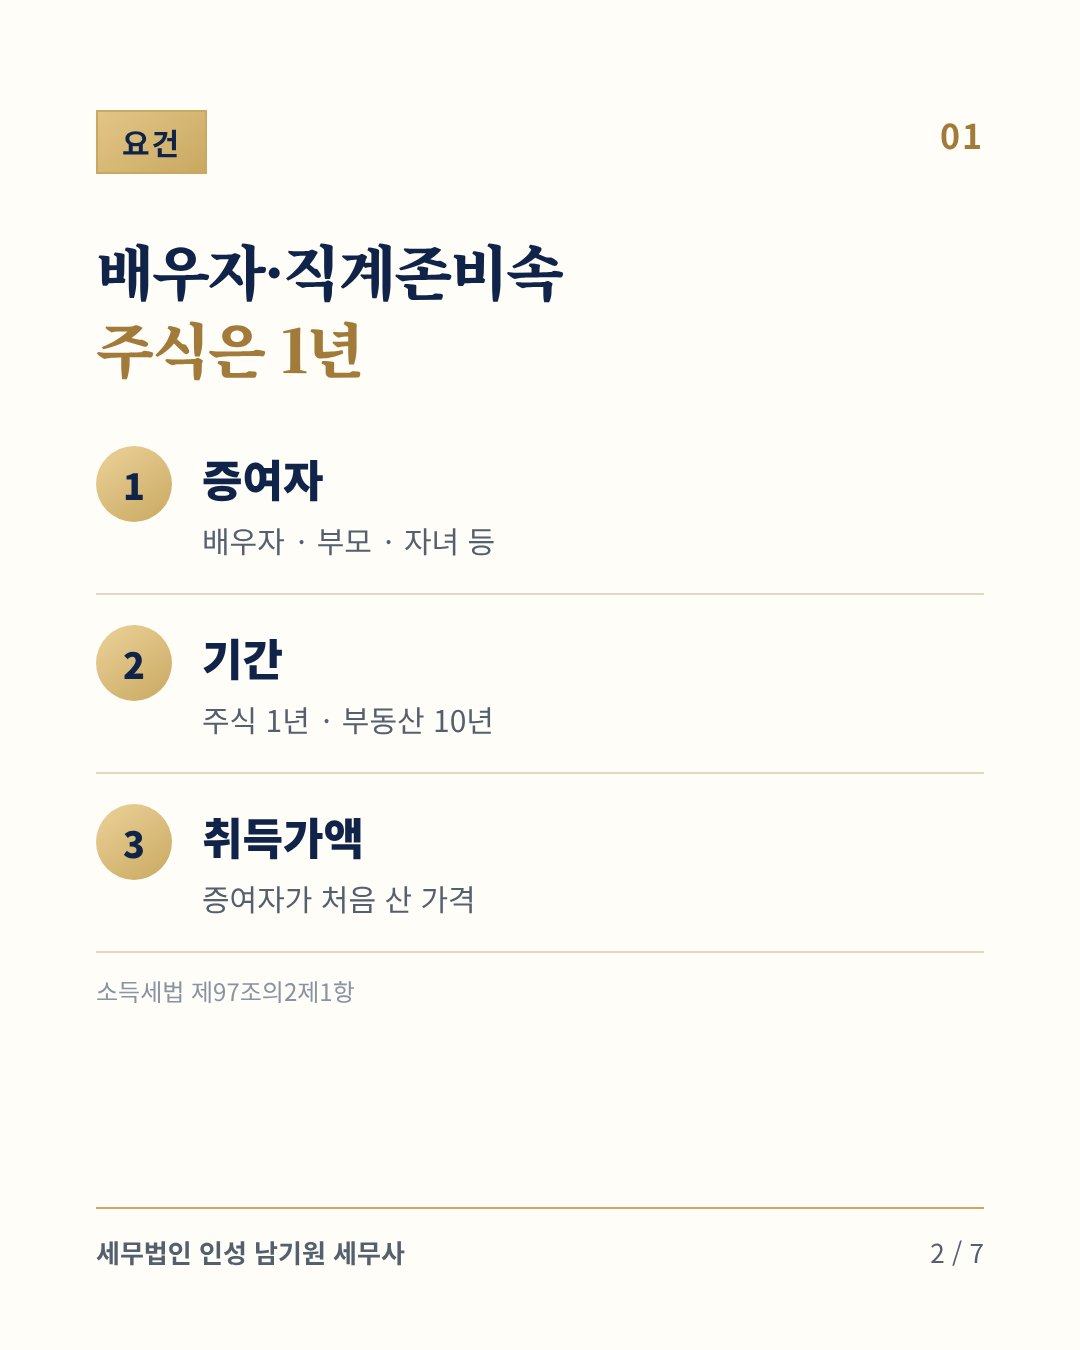 요건
01
배우자·직계존비속
주식은 1년
1
증여자
배우자 · 부모 · 자녀 등
2
기간
주식 1년 · 부동산 10년
3
취득가액
증여자가 처음 산 가격
소득세법 제97조의2제1항
세무법인 인성 남기원 세무사
2 / 7